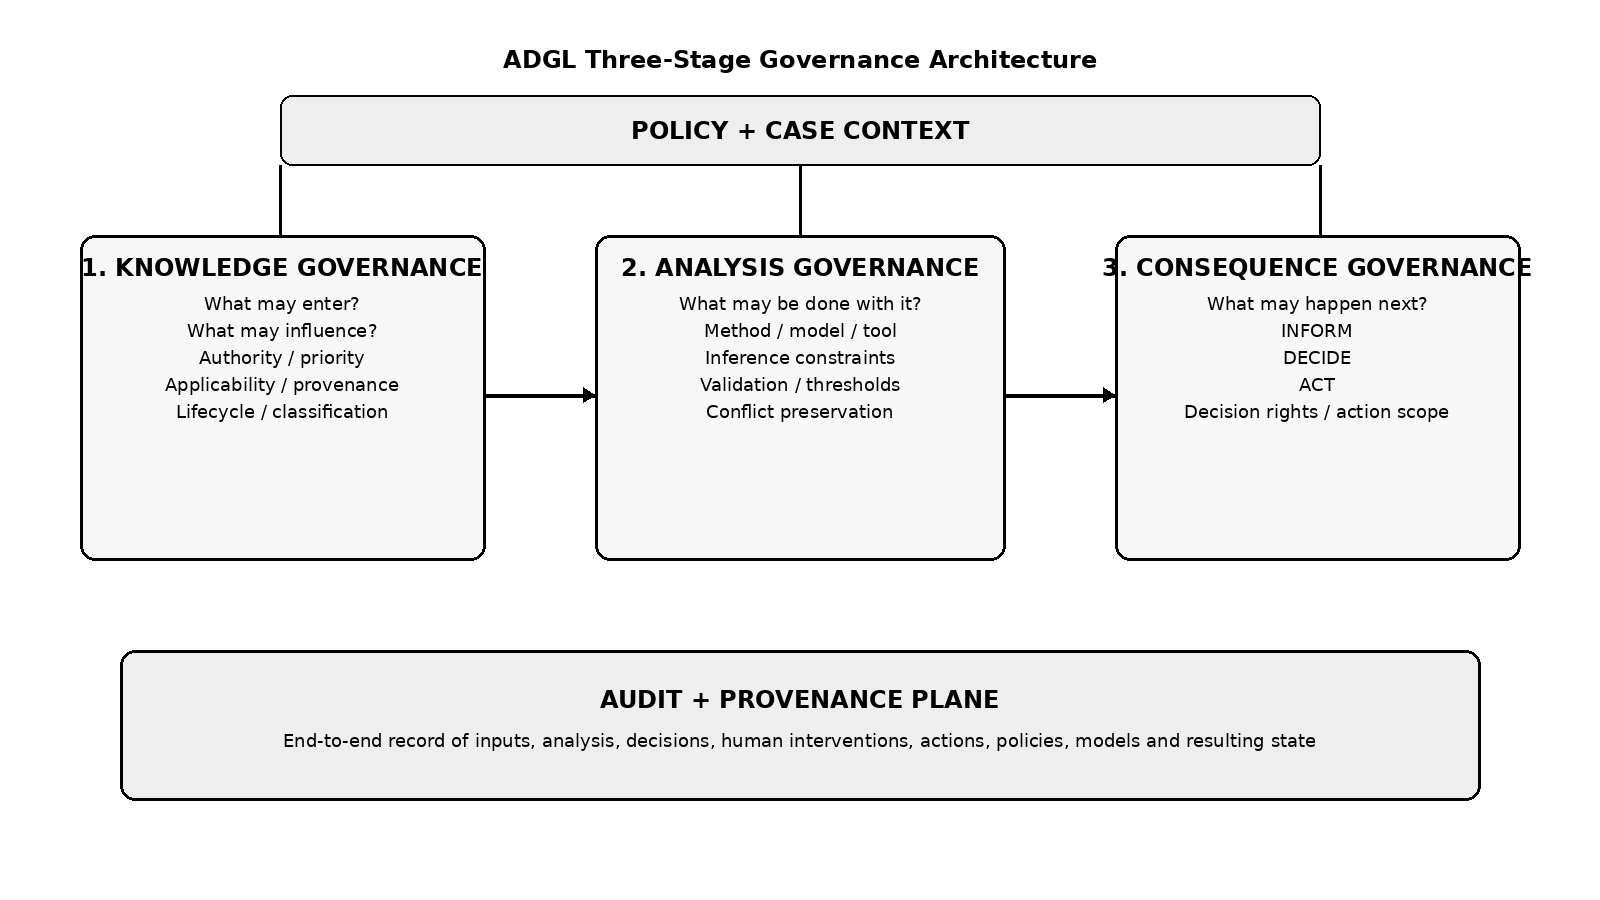 ADGL Three-Stage Governance Architecture
POLICY + CASE CONTEXT
1. KNOWLEDGE GOVERNANCE
What may enter?
What may influence?
Authority / priority
Applicability / provenance
Lifecycle / classification
2. ANALYSIS GOVERNANCE
What may be done with it?
Method / model / tool
Inference constraints
Validation / thresholds
Conflict preservation
3. CONSEQUENCE GOVERNANCE
What may happen next?
INFORM
DECIDE
ACT
Decision rights / action scope
AUDIT + PROVENANCE PLANE
End-to-end record of inputs, analysis, decisions, human interventions, actions, policies, models and resulting state